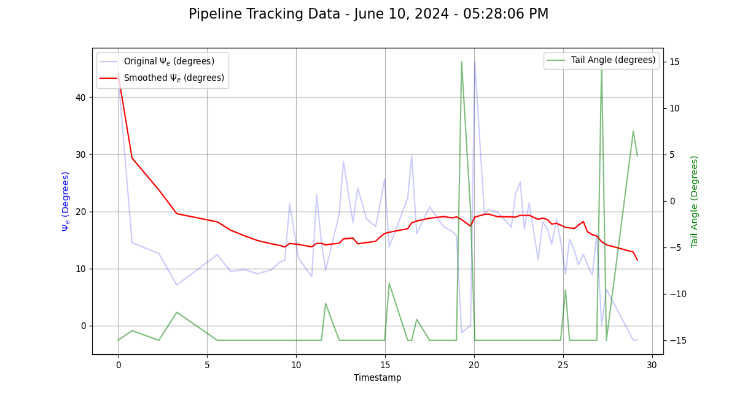 Pipeline Tracking Data - June 10, 2024 - 05:28:06 PM
Original Ψe (degrees)
Smoothed Ψe (degrees)
Tail Angle (degrees)
40
30
20
10
0
Ψe (Degrees)
15
10
5
0
−5
−10
−15
Tail Angle (Degrees)
0 5 10 15 20 25 30
Timestamp